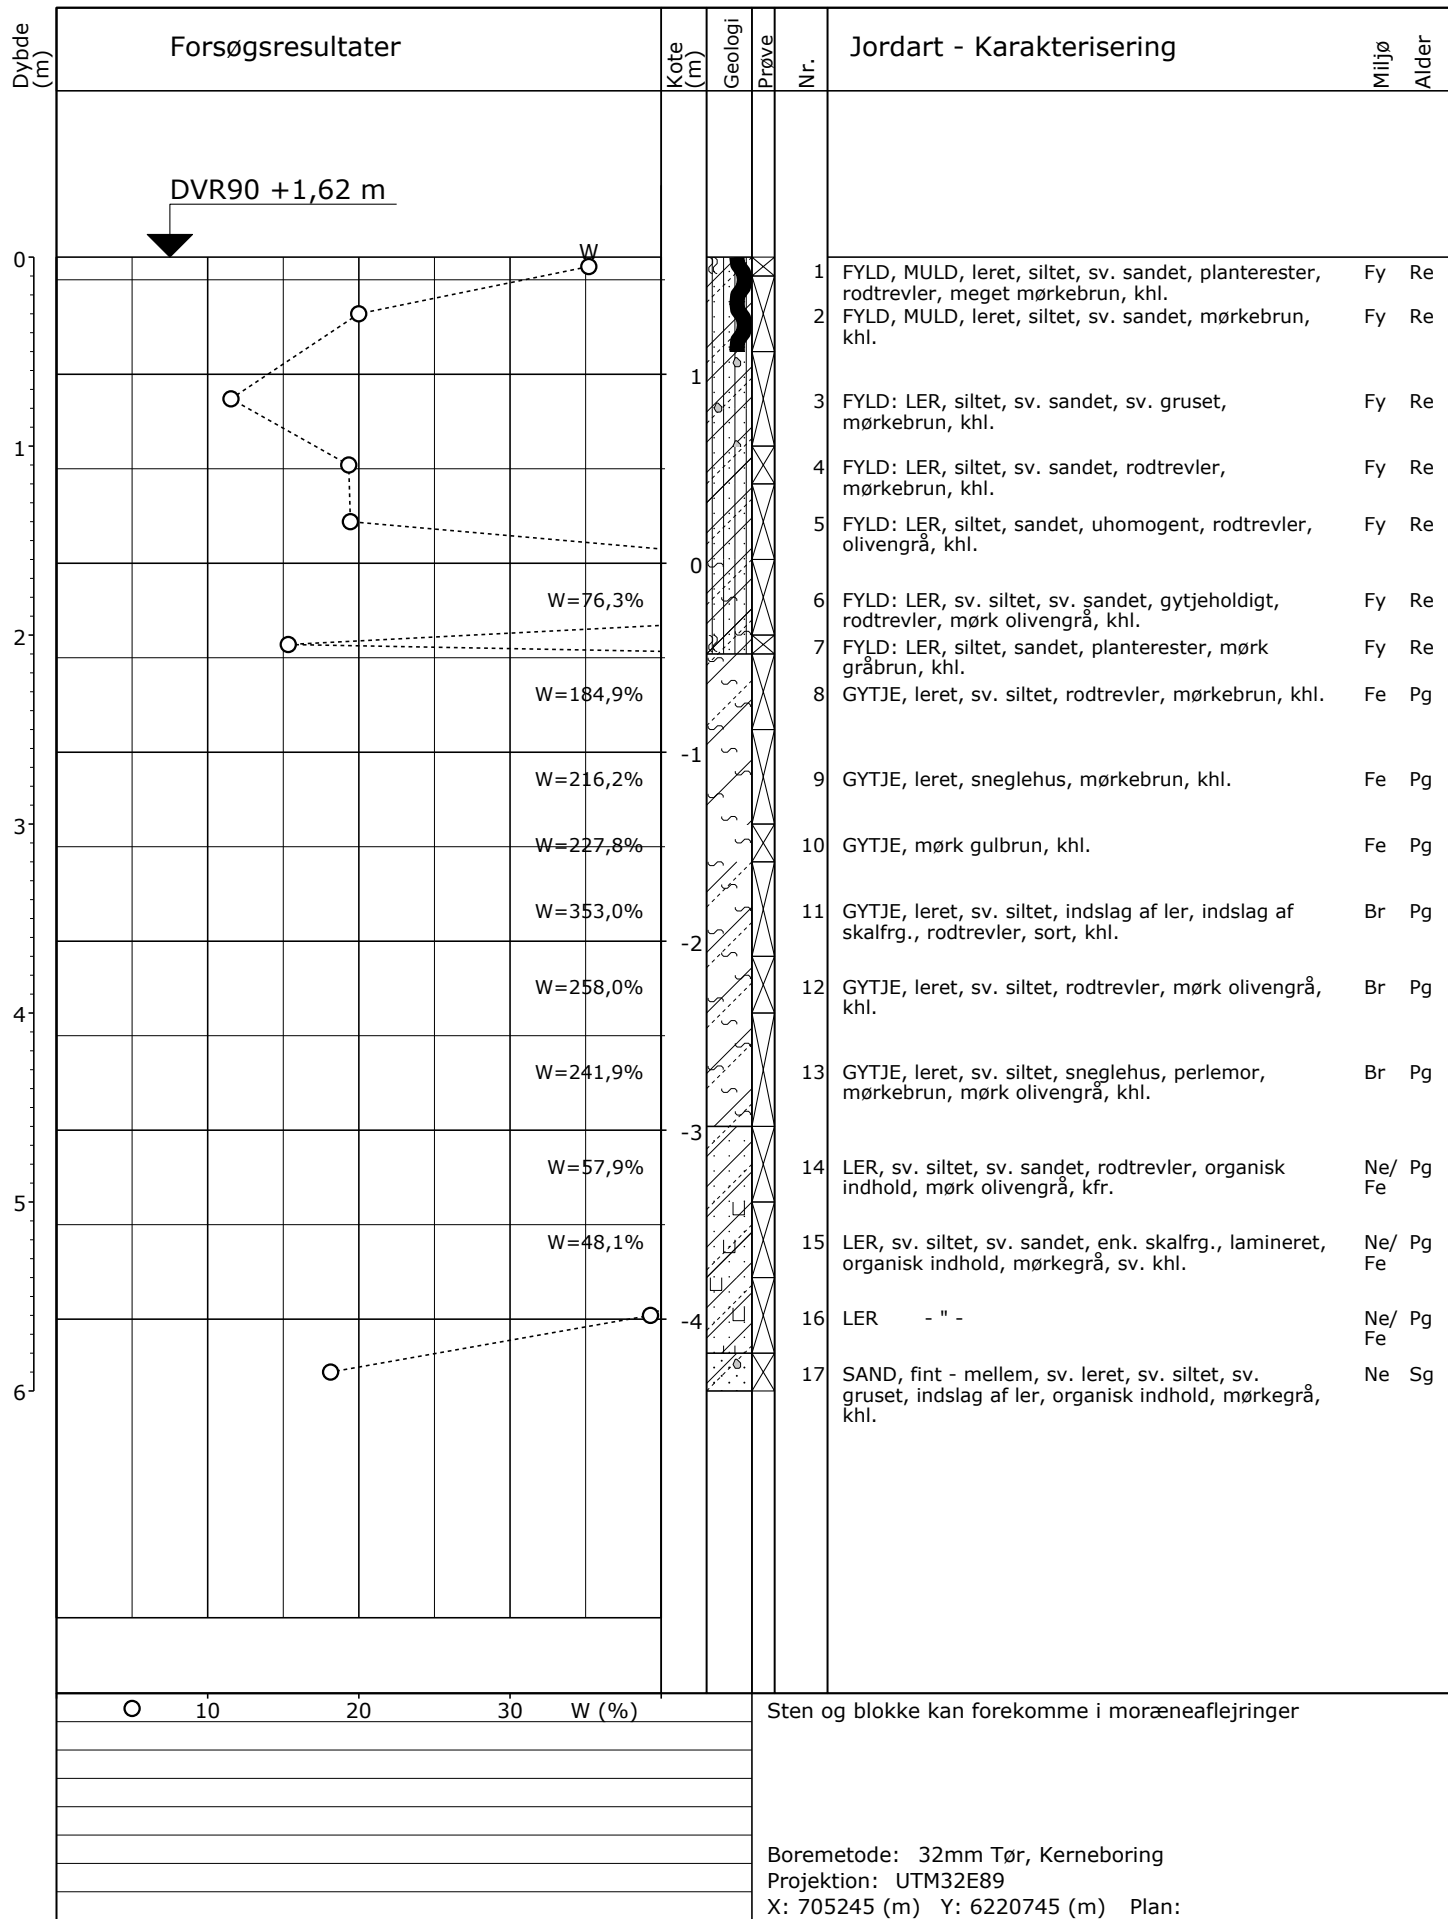 Dybde (m)
Forsøgsresultater
Kote (m)
Geologi
Prøve
Nr.
Jordart - Karakterisering
Miljø
Alder
DVR90 +1,62 m
W
0
1 FYLD, MULD, leret, siltet, sv. sandet, planterester, Fy Re
rodtrevler, meget mørkebrun, khl.
2 FYLD, MULD, leret, siltet, sv. sandet, mørkebrun, Fy Re
khl.
1
3 FYLD: LER, siltet, sv. sandet, sv. gruset, Fy Re
mørkebrun, khl.
1
4 FYLD: LER, siltet, sv. sandet, rodtrevler, Fy Re
mørkebrun, khl.
5 FYLD: LER, siltet, sandet, uhomogent, rodtrevler, Fy Re
olivengrå, khl.
0
W=76,3% 6 FYLD: LER, sv. siltet, sv. sandet, gytjeholdigt, Fy Re
rodtrevler, mørk olivengrå, khl.
2
7 FYLD: LER, siltet, sandet, planterester, mørk Fy Re
gråbrun, khl.
W=184,9% 8 GYTJE, leret, sv. siltet, rodtrevler, mørkebrun, khl. Fe Pg
-1
W=216,2% 9 GYTJE, leret, sneglehus, mørkebrun, khl. Fe Pg
3
W=227,8% 10 GYTJE, mørk gulbrun, khl. Fe Pg
W=353,0% 11 GYTJE, leret, sv. siltet, indslag af ler, indslag af Br Pg
skalfrg., rodtrevler, sort, khl.
-2
W=258,0% 12 GYTJE, leret, sv. siltet, rodtrevler, mørk olivengrå, Br Pg
khl.
4
W=241,9% 13 GYTJE, leret, sv. siltet, sneglehus, perlemor, Br Pg
mørkebrun, mørk olivengrå, khl.
-3
W=57,9% 14 LER, sv. siltet, sv. sandet, rodtrevler, organisk Ne/ Pg
indhold, mørk olivengrå, kfr. Fe
5
W=48,1% 15 LER, sv. siltet, sv. sandet, enk. skalfrg., lamineret, Ne/ Pg
organisk indhold, mørkegrå, sv. khl. Fe
-4 16 LER - " - Ne/ Pg
Fe
17 SAND, fint - mellem, sv. leret, sv. siltet, sv. Ne Sg
6
gruset, indslag af ler, organisk indhold, mørkegrå,
khl.
10 20 30 W (%)
Sten og blokke kan forekomme i moræneaflejringer
Boremetode: 32mm Tør, Kerneboring
Projektion: UTM32E89
X: 705245 (m) Y: 6220745 (m) Plan: